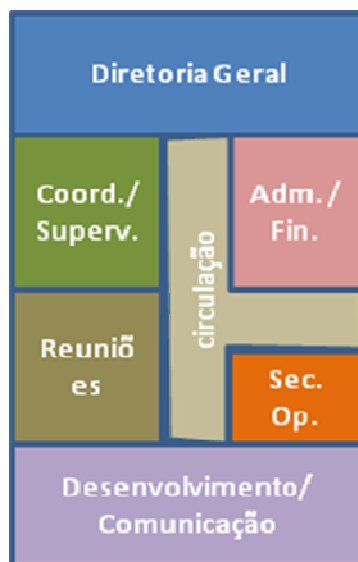 Diretoria Geral
Coord./
Superv.
Adm./
Fin.
circulação
Reuniõ
es
Sec.
Op.
Desenvolvimento/
Comunicação